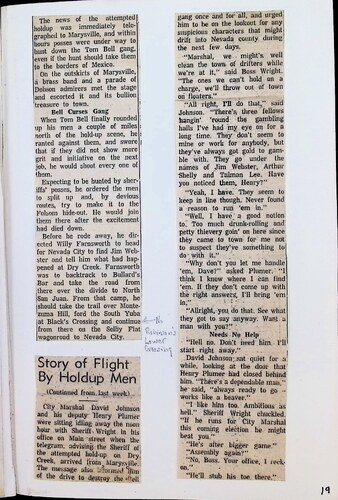 The news of the attempted
holdup was immediately tele-
graphed to Marysville, and within
hours posses were under way to
hunt down the Tom Bell gang,
even if the hunt should take them
to the borders of Mexico.
On the outskirts of Marysville,
a brass band and a parade of
Dobson admirers met the stage
and escorted it and its bullion
treasure to town.
Bell Curses Gang
When Tom Bell finally rounded
up his men a couple of miles
north of the hold-up scene, he
ranted against them, and swore
that if they did not show more
grit and initiative on the next
job, he would shoot every one of
them.
Expecting to be hunted by sher-
iffs' posses, he ordered the men
to split up and, by devious
routes, try to make it to the
Folsom hide-out. He would join
them there after the excitement
had died down.
Before he rode away, he dir-
ected Willy Farnsworth to head
for Nevada City to find Jim Web-
ster and tell him what had hap-
pened at Dry Creek. Farnsworth
was to backtrack to Bullard's
Bar and take the road from
there over the divide to North
San Juan. From that camp, he
should take the trail over Monte-
zuma Hill, ford the South Yuba
at Black's Crossing and continue
from there on the Selby Flat
wagonroad to Nevada City.
←No
Robinson's
Lower
Crossing
Story of Flight
By Holdup Men
(Continued from last week)
City Marshal David Johnson
and his deputy Henry Plumer
were sitting idling away the noon
hour with Sheriff Wright in his
office on Main street when the
telegram, advising the Sheriff of
the attempted hold-up on Dry
Creek, arrived from Marysville.
The message also informed him
of the drive to destroy the Bell
gang once and for all, and urged
him to be on the lookout for any
suspicious characters that might
drift into Nevada county during
the next few days.
"Marshal, we might's well
clean the town of drifters while
we're at it," said Boss Wright.
"The ones we can't hold on a
charge, we'll throw out of town
on floaters."
"All right, I'll do that," said
Johnson. "There's three fellows
hangin' 'round the gambling
halls I've had my eye on for a
long time. They don't seem to
mine or work for anybody, but
they've always got gold to gam-
ble with. They go under the
names of Jim Webster, Arthur
Shelly and Talman Lee. Have
you noticed them, Henry?"
"Yeah, I have. They seem to
keep in line though. Never found
a reason to run 'em in."
"Well, I have a good notion
to. Too much drunk-rolling and
petty thievery goin' on here since
they came to town for me not
to suspect they've something to
do with it."
"Why don't you let me handle
'em, Dave?" asked Plumer. "I
think I know where I can find
'em. If they don't come up with
the right answers, I'll bring 'em
in."
"Allright, you do that. See what
they got to say anyway. Want a
man with you?"
Needs No Help
"Hell no. Don't need him. I'll
start right away."
David Johnson sat quiet for a
while, looking at the door that
Henry Plumer had closed behind
him. "There's a dependable man,"
he said, "always ready to go -
works like a beaver."
"I like him too. Ambitious as
hell." Sheriff Wright chuckled
"If he runs for City Marshal
this coming election he might
beat you."
"He's after bigger game."
"Assembly again?"
"No, Boss. Your office, I reck-
on."
"He'll stub his toe there."
19